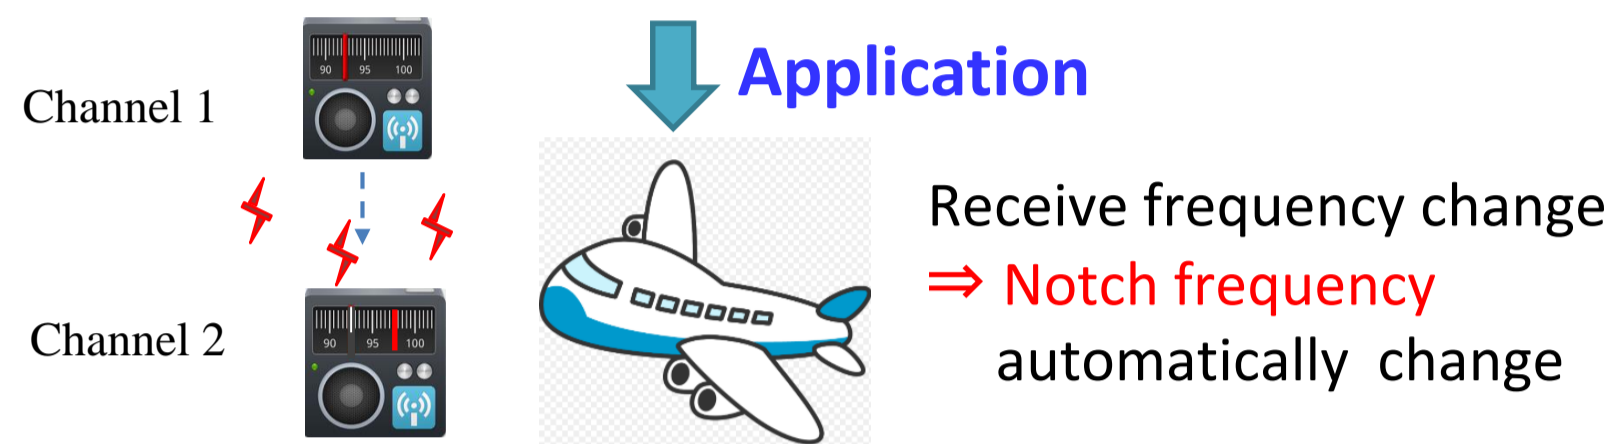 Channel 1
90 95 100
Application
Receive frequency change
⇒ Notch frequency
automatically change
Channel 2
90 95 100